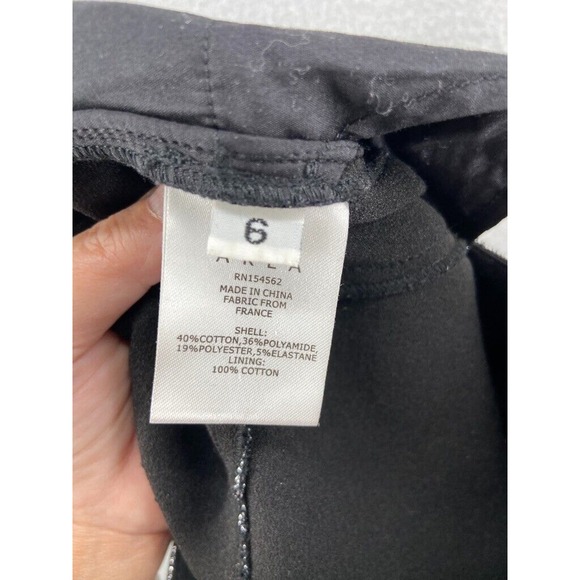 6
AREA
RN154562
MADE IN CHINA
FABRIC FROM
FRANCE
SHELL:
40%COTTON,36%POLYAMIDE,
19%POLYESTER,5%ELASTANE
LINING:
100% COTTON